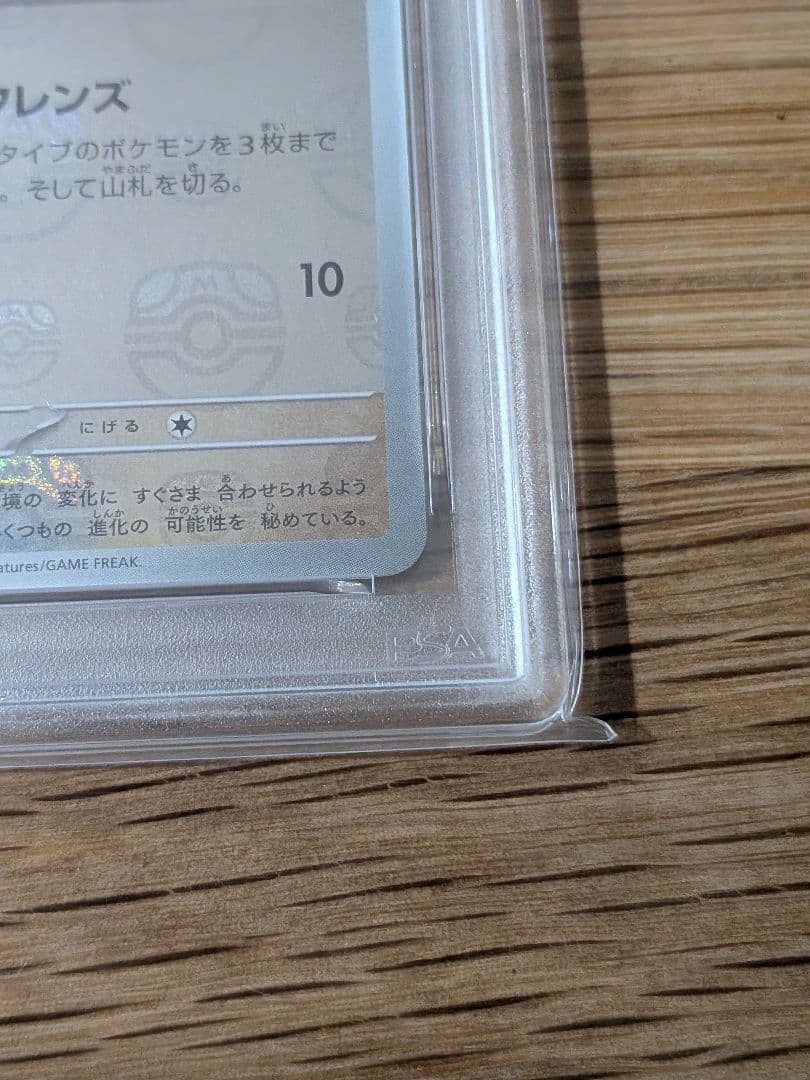 クレンズ
タイプのポケモンを3枚まで
。そして山札を切る。
10
にげる
境の 変化に すぐさま 合わせられるよう
くつもの 進化の 可能性を 秘めている。
atures/GAME FREAK.
PSA